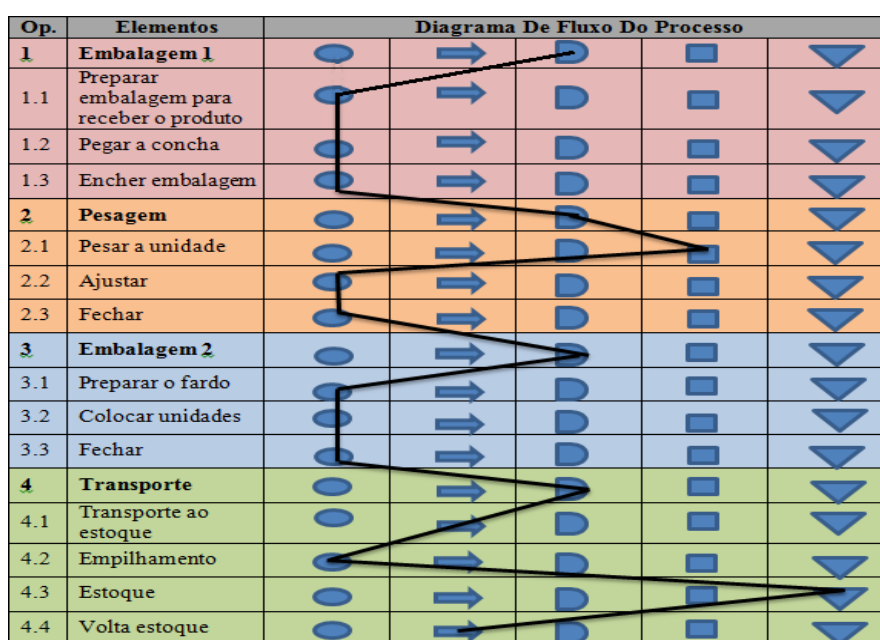 Op. Elementos Diagrama De Fluxo Do Processo
1 Embalagem 1
1.1 Preparar
embalagem para
receber o produto
1.2 Pegar a concha
1.3 Encher embalagem
2 Pesagem
2.1 Pesar a unidade
2.2 Ajustar
2.3 Fechar
3 Embalagem 2
3.1 Preparar o fardo
3.2 Colocar unidades
3.3 Fechar
4 Transporte
4.1 Transporte ao
estoque
4.2 Empilhamento
4.3 Estoque
4.4 Volta estoque